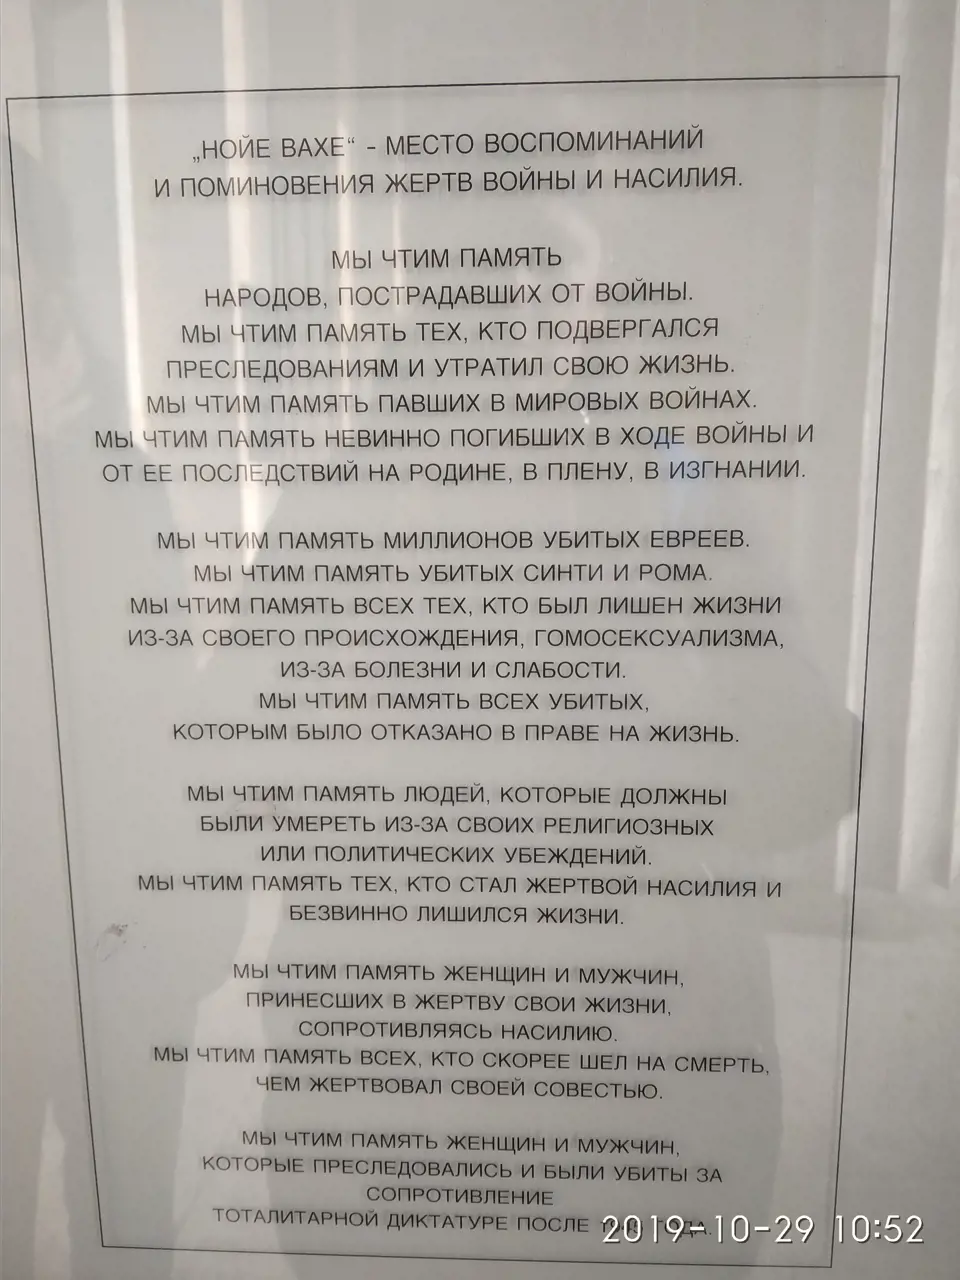 „НОЙЕ ВАХЕ“ - МЕСТО ВОСПОМИНАНИЙ
И ПОМИНОВЕНИЯ ЖЕРТВ ВОЙНЫ И НАСИЛИЯ.
МЫ ЧТИМ ПАМЯТЬ
НАРОДОВ, ПОСТРАДАВШИХ ОТ ВОЙНЫ.
МЫ ЧТИМ ПАМЯТЬ ТЕХ, КТО ПОДВЕРГАЛСЯ
ПРЕСЛЕДОВАНИЯМ И УТРАТИЛ СВОЮ ЖИЗНЬ.
МЫ ЧТИМ ПАМЯТЬ ПАВШИХ В МИРОВЫХ ВОЙНАХ.
МЫ ЧТИМ ПАМЯТЬ НЕВИННО ПОГИБШИХ В ХОДЕ ВОЙНЫ И
ОТ ЕЕ ПОСЛЕДСТВИЙ НА РОДИНЕ, В ПЛЕНУ, В ИЗГНАНИИ.
МЫ ЧТИМ ПАМЯТЬ МИЛЛИОНОВ УБИТЫХ ЕВРЕЕВ.
МЫ ЧТИМ ПАМЯТЬ УБИТЫХ СИНТИ И РОМА.
МЫ ЧТИМ ПАМЯТЬ ВСЕХ ТЕХ, КТО БЫЛ ЛИШЕН ЖИЗНИ
ИЗ-ЗА СВОЕГО ПРОИСХОЖДЕНИЯ, ГОМОСЕКСУАЛИЗМА,
ИЗ-ЗА БОЛЕЗНИ И СЛАБОСТИ.
МЫ ЧТИМ ПАМЯТЬ ВСЕХ УБИТЫХ,
КОТОРЫМ БЫЛО ОТКАЗАНО В ПРАВЕ НА ЖИЗНЬ.
МЫ ЧТИМ ПАМЯТЬ ЛЮДЕЙ, КОТОРЫЕ ДОЛЖНЫ
БЫЛИ УМЕРЕТЬ ИЗ-ЗА СВОИХ РЕЛИГИОЗНЫХ
ИЛИ ПОЛИТИЧЕСКИХ УБЕЖДЕНИЙ.
МЫ ЧТИМ ПАМЯТЬ ТЕХ, КТО СТАЛ ЖЕРТВОЙ НАСИЛИЯ И
БЕЗВИННО ЛИШИЛСЯ ЖИЗНИ.
МЫ ЧТИМ ПАМЯТЬ ЖЕНЩИН И МУЖЧИН,
ПРИНЕСШИХ В ЖЕРТВУ СВОИ ЖИЗНИ,
СОПРОТИВЛЯЯСЬ НАСИЛИЮ.
МЫ ЧТИМ ПАМЯТЬ ВСЕХ, КТО СКОРЕЕ ШЕЛ НА СМЕРТЬ,
ЧЕМ ЖЕРТВОВАЛ СВОЕЙ СОВЕСТЬЮ.
МЫ ЧТИМ ПАМЯТЬ ЖЕНЩИН И МУЖЧИН,
КОТОРЫЕ ПРЕСЛЕДОВАЛИСЬ И БЫЛИ УБИТЫ ЗА
СОПРОТИВЛЕНИЕ
ТОТАЛИТАРНОЙ ДИКТАТУРЕ ПОСЛЕ ГОДА.
2019-10-29 10:52